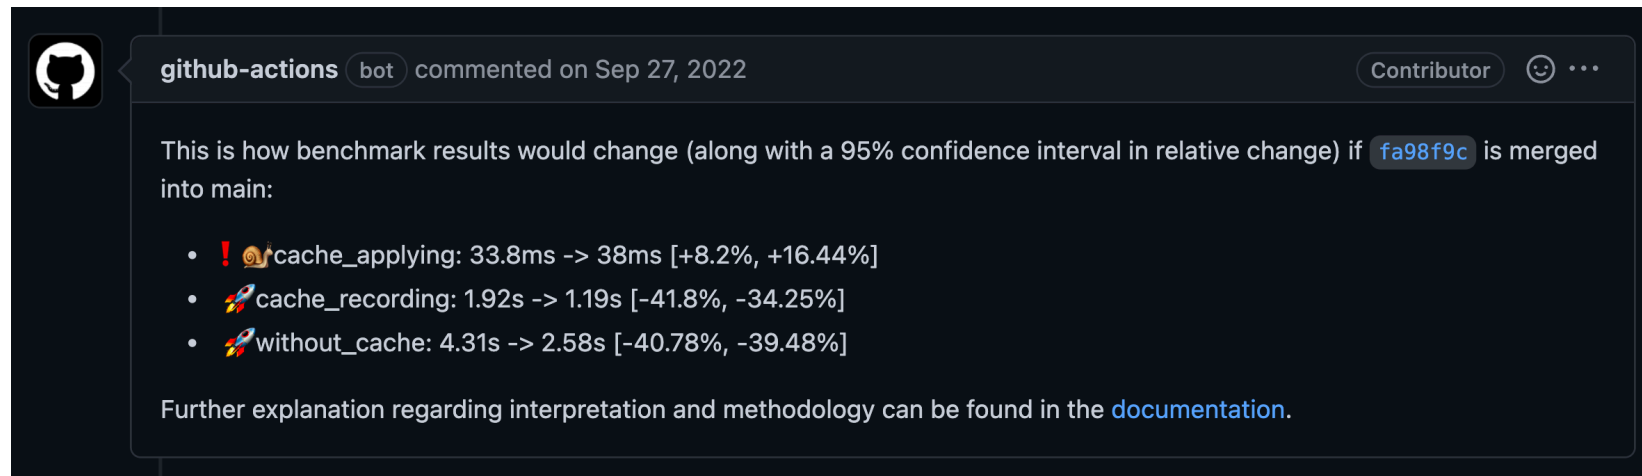 github-actions bot commented on Sep 27, 2022 Contributor
This is how benchmark results would change (along with a 95% confidence interval in relative change) if fa98f9c is merged
into main:
• ❗🐌cache_applying: 33.8ms -> 38ms [+8.2%, +16.44%]
• 🚀cache_recording: 1.92s -> 1.19s [-41.8%, -34.25%]
• 🚀without_cache: 4.31s -> 2.58s [-40.78%, -39.48%]
Further explanation regarding interpretation and methodology can be found in the documentation.